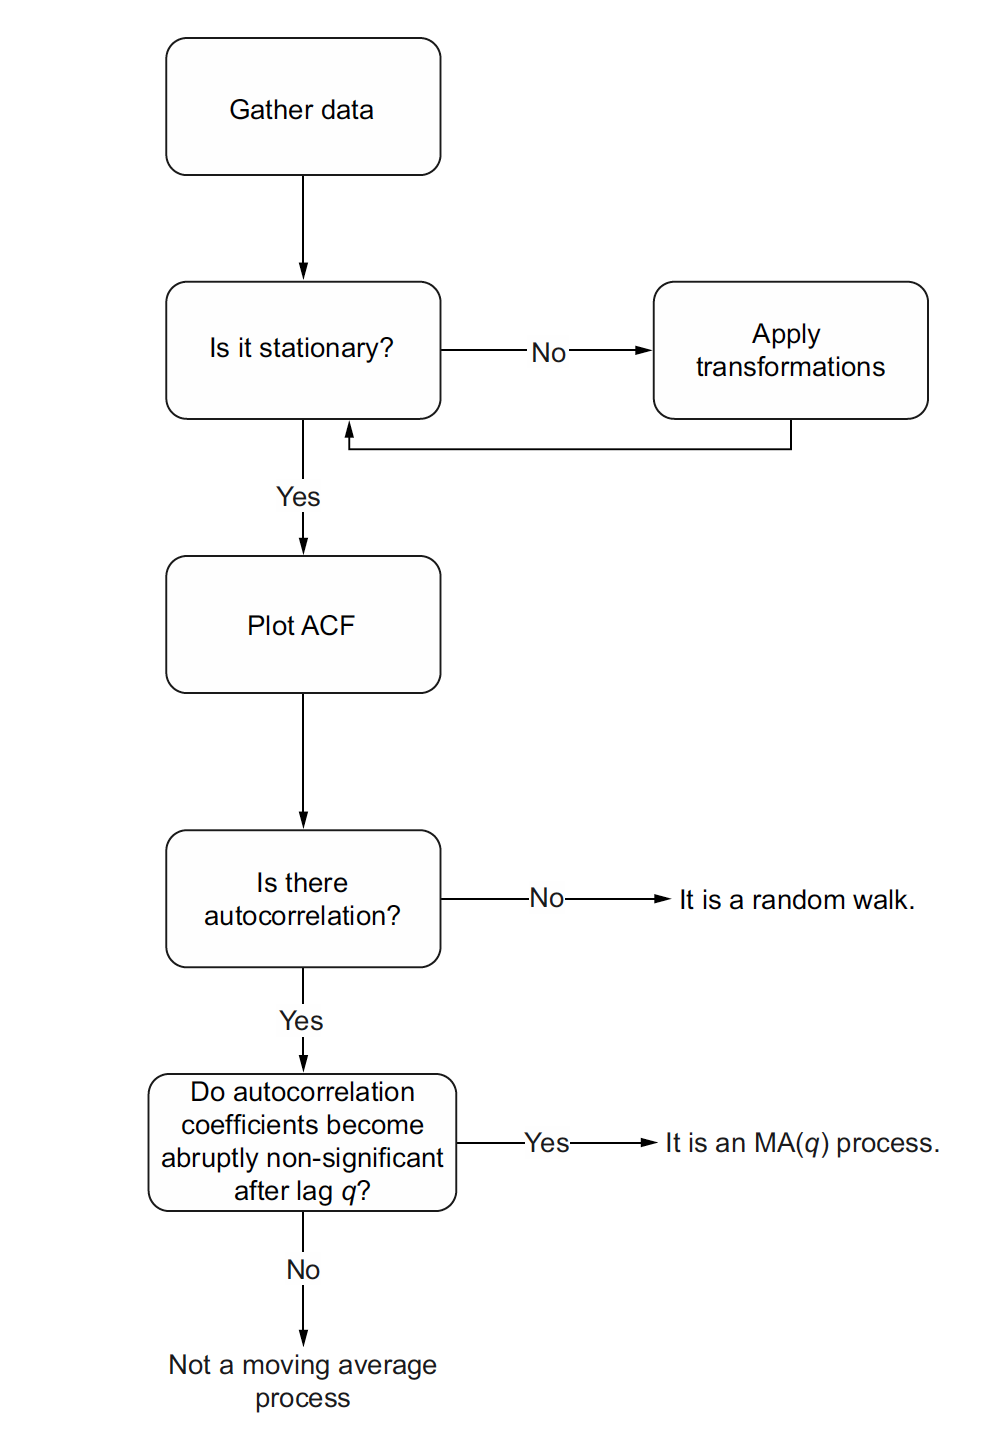 Gather data
Is it stationary?
No
Apply
transformations
Yes
Plot ACF
Is there
autocorrelation?
No
It is a random walk.
Yes
Do autocorrelation
coefficients become
abruptly non-significant
after lag q?
Yes
It is an MA(q) process.
No
Not a moving average
process